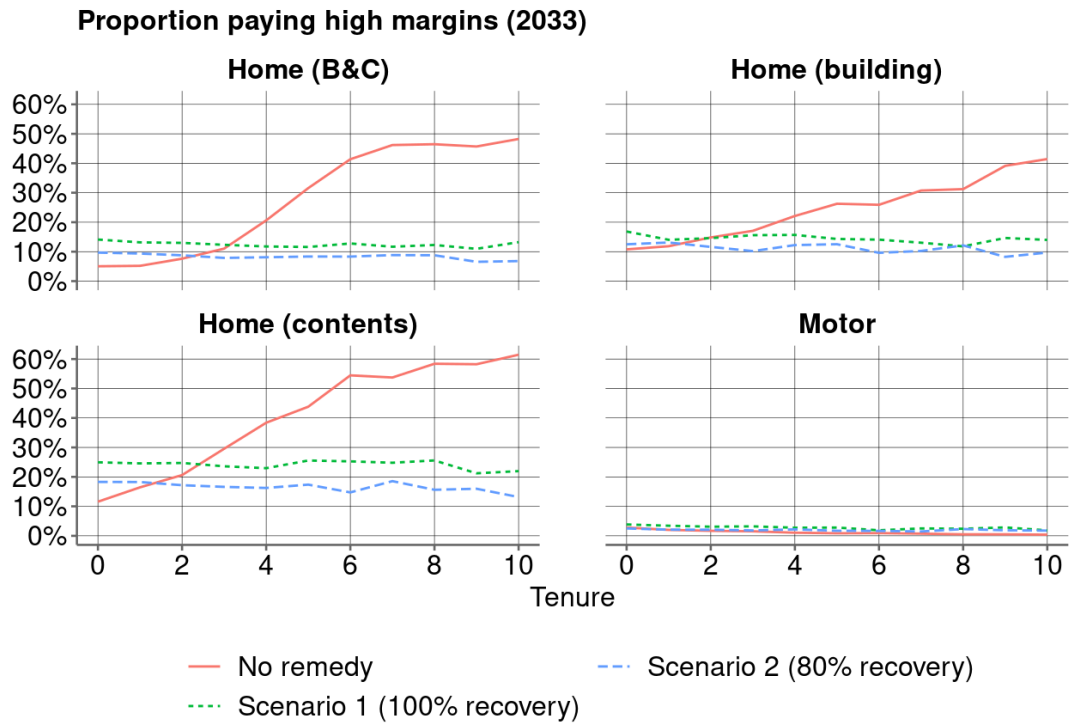 Proportion paying high margins (2033)
Home (B&C)
Home (building)
60%
50%
40%
30%
20%
10%
0%
Home (contents)
Motor
60%
50%
40%
30%
20%
10%
0%
0 2 4 6 8 10
0 2 4 6 8 10
Tenure
No remedy
Scenario 2 (80% recovery)
Scenario 1 (100% recovery)